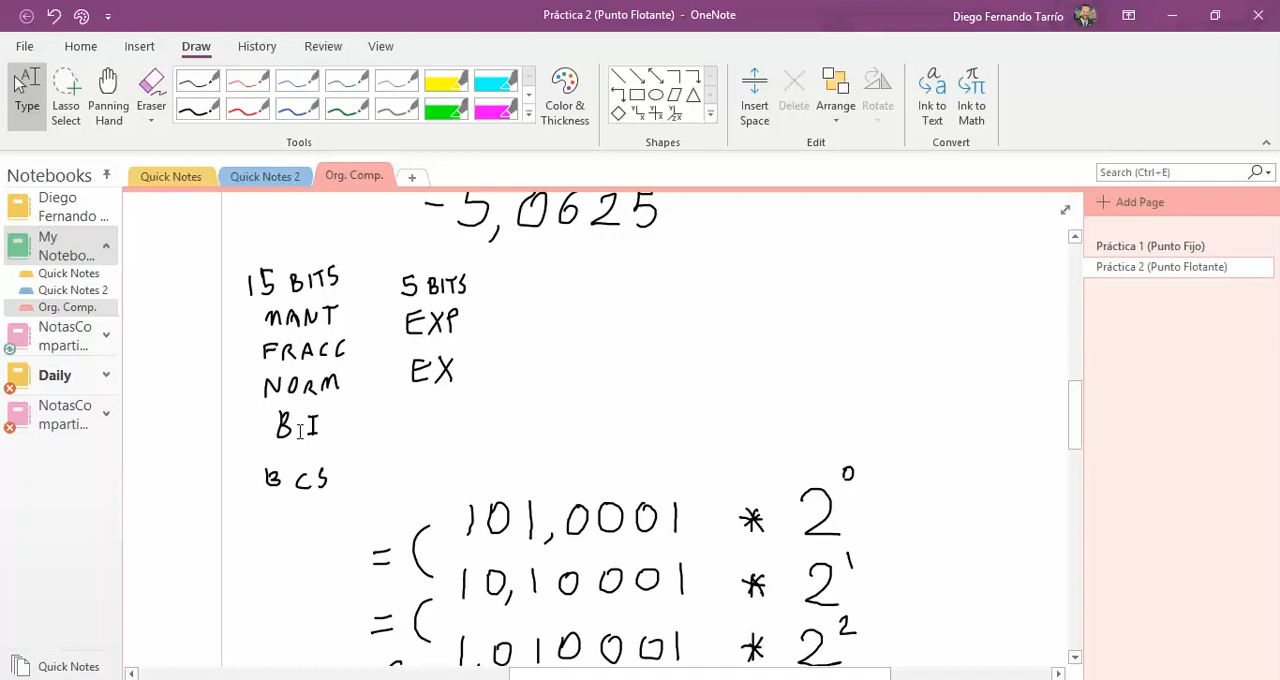 Práctica 2 (Punto Flotante) - OneNote
Diego Fernando Tarrío
File Home Insert Draw History Review View
Type
Lasso Select
Panning Hand
Eraser
Color & Thickness
Insert Space
Delete
Arrange
Rotate
Ink to Text
Ink to Math
Tools
Shapes
Edit
Convert
Notebooks
Quick Notes
Quick Notes 2
Org. Comp.
Search (Ctrl+E)
Diego Fernando ...
My Notebo...
Quick Notes
Quick Notes 2
Org. Comp.
NotasCo mparti...
Daily
NotasCo mparti...
Quick Notes
Add Page
Práctica 1 (Punto Fijo)
Práctica 2 (Punto Flotante)
-5,0625
15 BITS 5 BITS
MANT EXP
FRACC EX
NORM
B I
B CS
= ( 101,0001 * 2^0
= ( 10,10001 * 2^1
1,010001 * 2^2